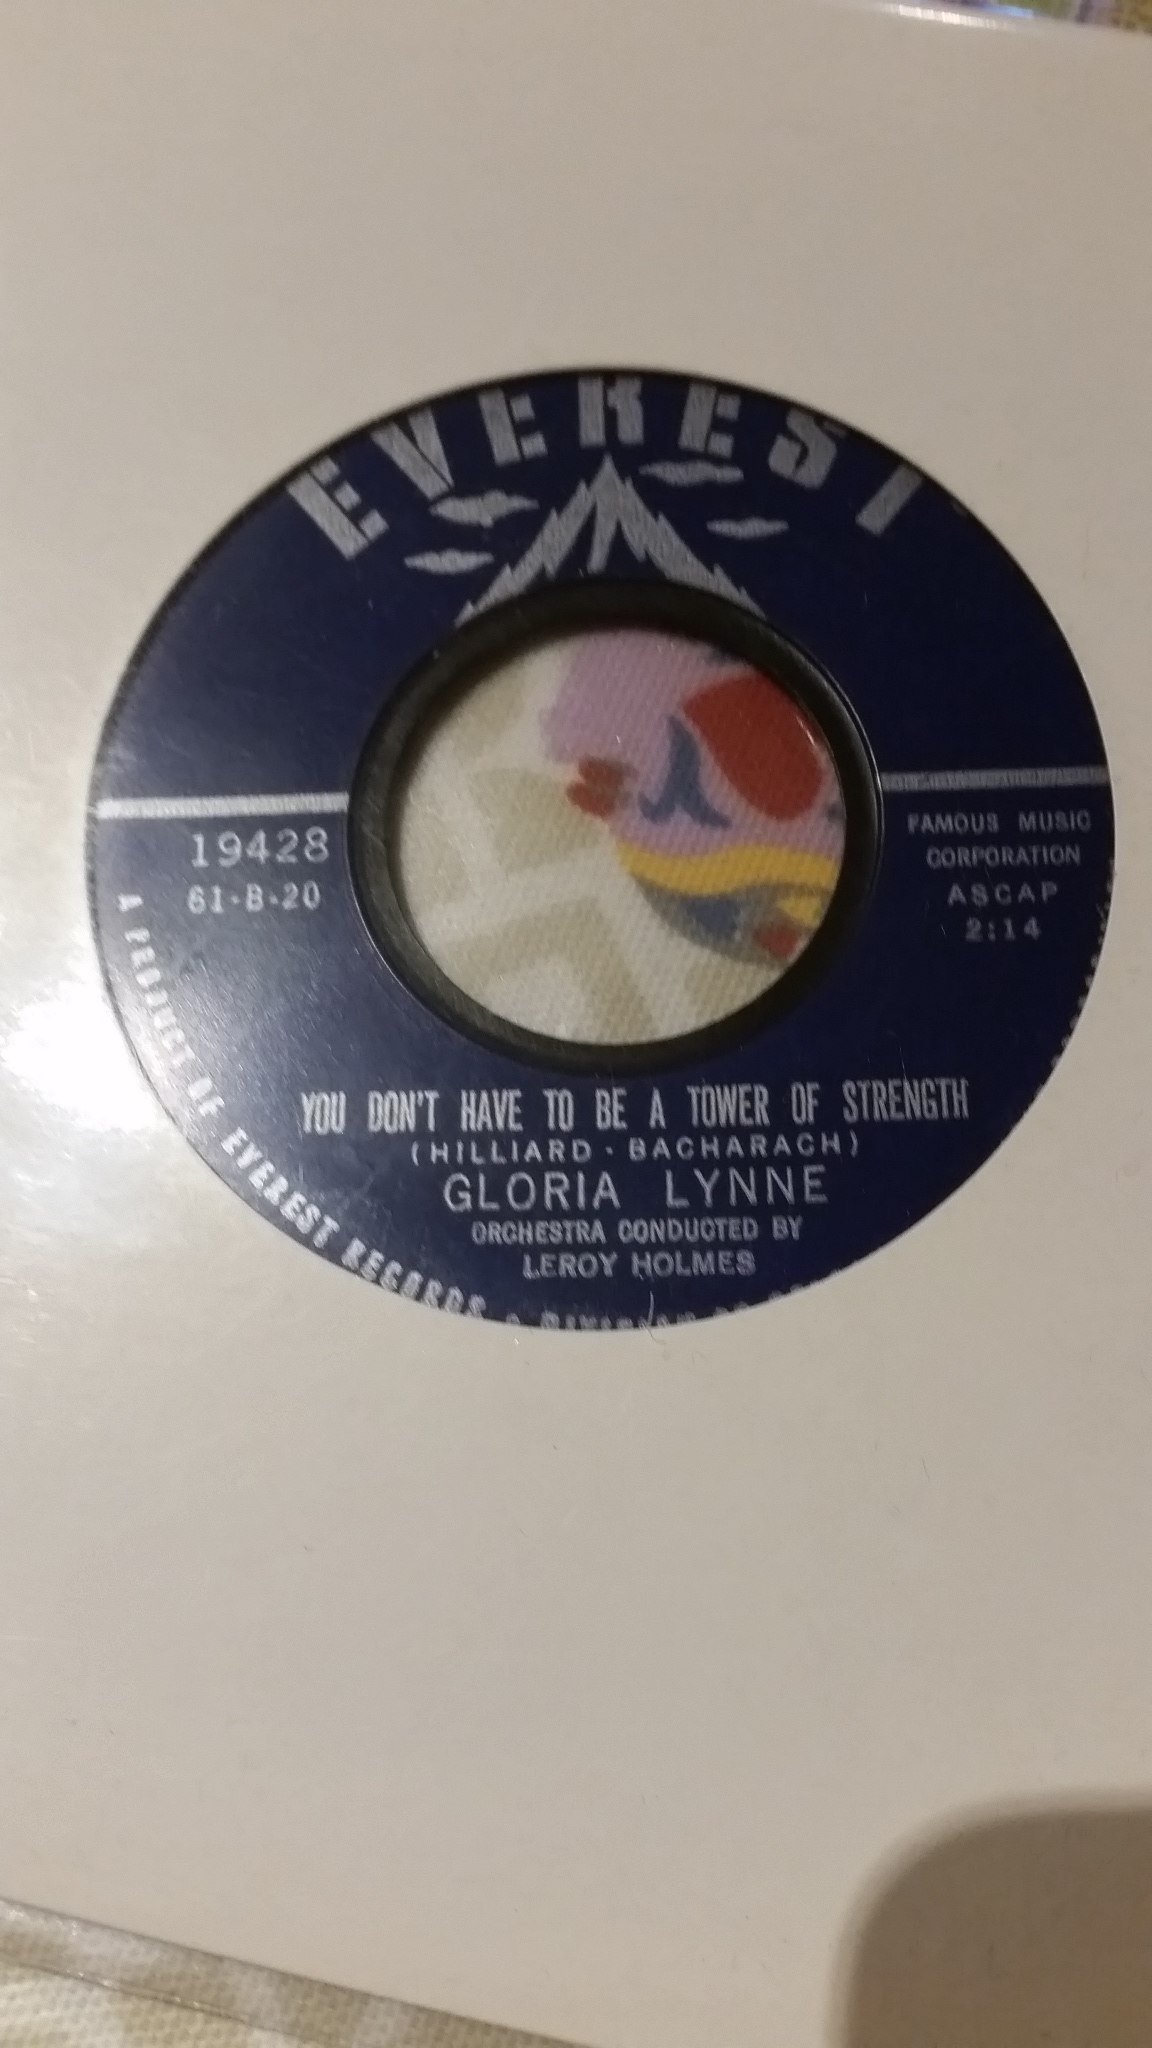 EVEREST
19428
61-B-20
FAMOUS MUSIC
CORPORATION
ASCAP
2:14
YOU DON'T HAVE TO BE A TOWER OF STRENGTH
(HILLIARD · BACHARACH)
GLORIA LYNNE
ORCHESTRA CONDUCTED BY
LEROY HOLMES
A PRODUCT OF EVEREST RECORDS